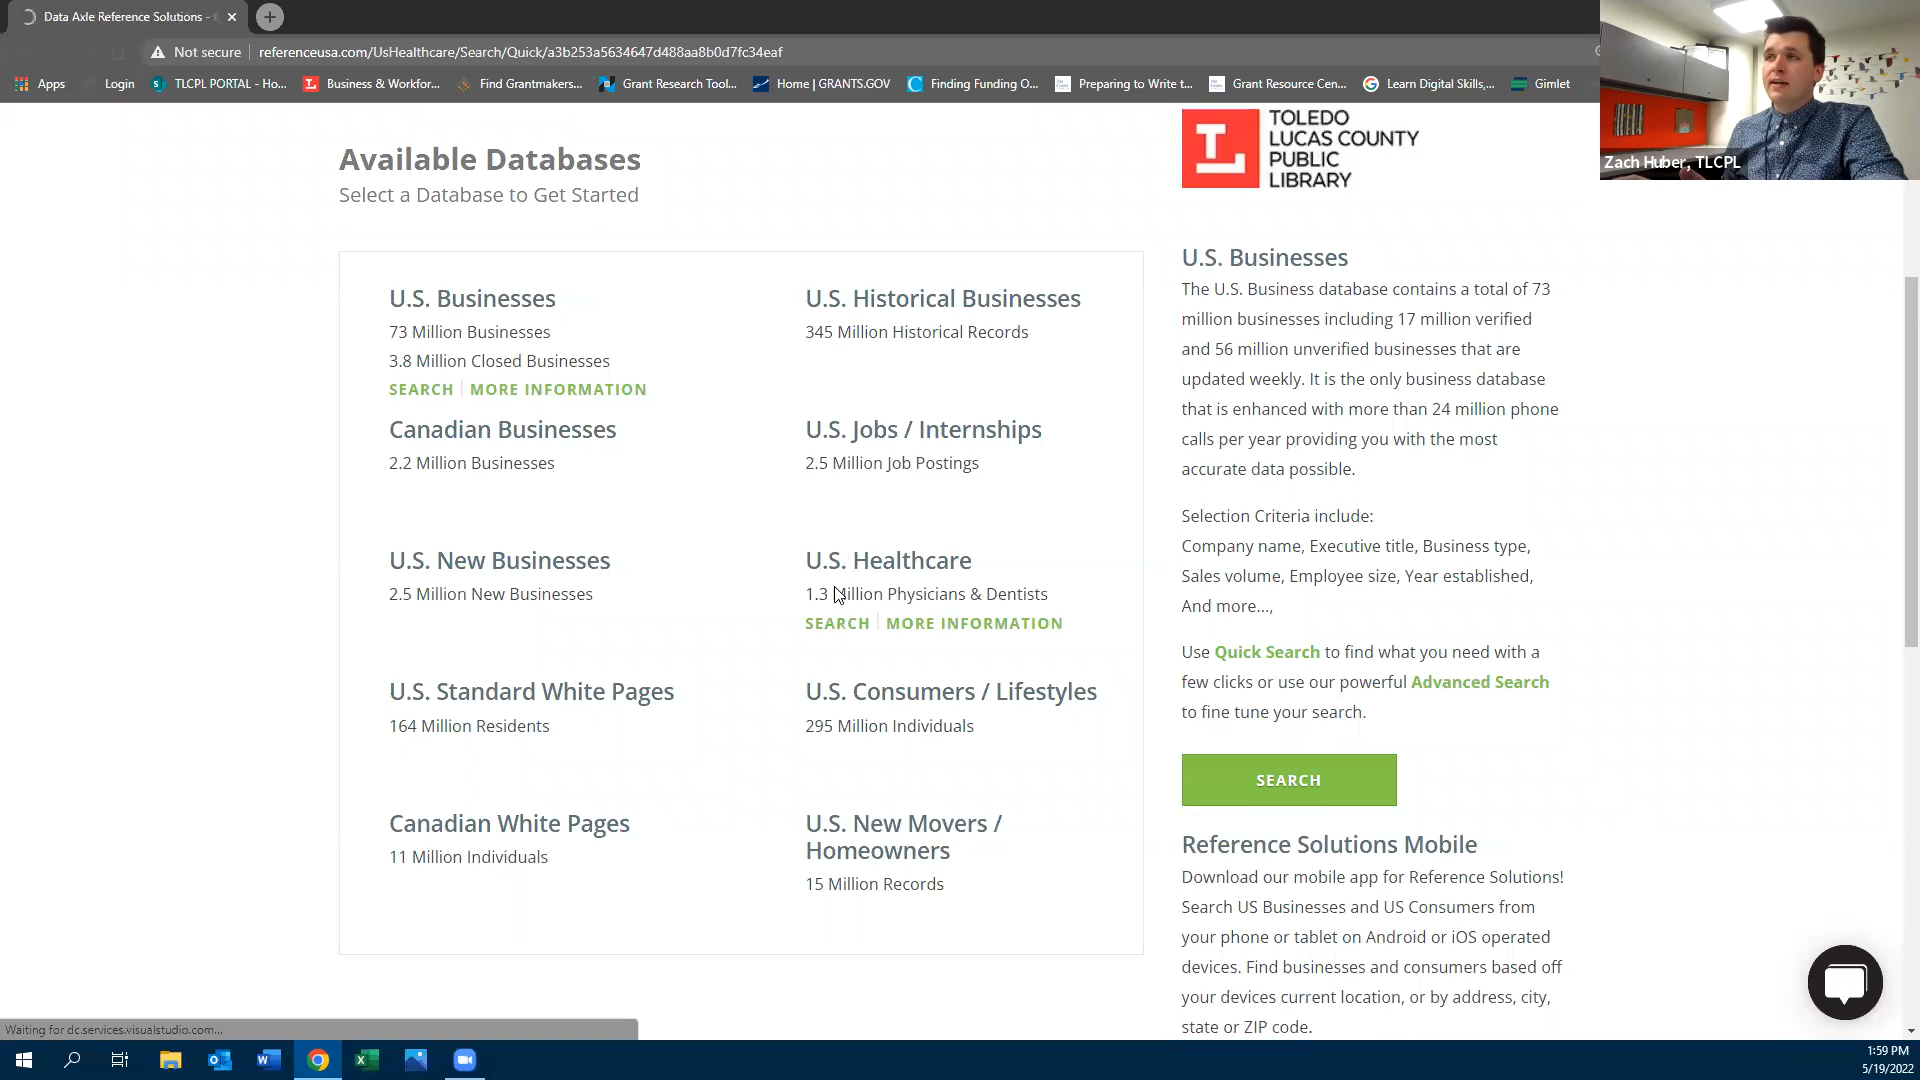 Data Axle Reference Solutions -
Not secure
referenceusa.com/UsHealthcare/Search/Quick/a3b253a5634647d488aa8b0d7fc34eaf
Apps
Login
TLCPL PORTAL - Ho...
Business & Workfor...
Find Grantmakers...
Grant Research Tool...
Home | GRANTS.GOV
Finding Funding O...
Preparing to Write t...
Grant Resource Cen...
Learn Digital Skills,...
Gimlet
Zach Huber, TLCPL
Available Databases
Select a Database to Get Started
TOLEDO
LUCAS COUNTY
PUBLIC
LIBRARY
U.S. Businesses
73 Million Businesses
3.8 Million Closed Businesses
SEARCH MORE INFORMATION
U.S. Historical Businesses
345 Million Historical Records
Canadian Businesses
2.2 Million Businesses
U.S. Jobs / Internships
2.5 Million Job Postings
U.S. New Businesses
2.5 Million New Businesses
U.S. Healthcare
1.3 Million Physicians & Dentists
SEARCH MORE INFORMATION
U.S. Standard White Pages
164 Million Residents
U.S. Consumers / Lifestyles
295 Million Individuals
Canadian White Pages
11 Million Individuals
U.S. New Movers /
Homeowners
15 Million Records
U.S. Businesses
The U.S. Business database contains a total of 73
million businesses including 17 million verified
and 56 million unverified businesses that are
updated weekly. It is the only business database
that is enhanced with more than 24 million phone
calls per year providing you with the most
accurate data possible.
Selection Criteria include:
Company name, Executive title, Business type,
Sales volume, Employee size, Year established,
And more...,
Use Quick Search to find what you need with a
few clicks or use our powerful Advanced Search
to fine tune your search.
SEARCH
Reference Solutions Mobile
Download our mobile app for Reference Solutions!
Search US Businesses and US Consumers from
your phone or tablet on Android or iOS operated
devices. Find businesses and consumers based off
your devices current location, or by address, city,
state or ZIP code.
Waiting for dc.services.visualstudio.com...
1:59 PM
5/19/2022